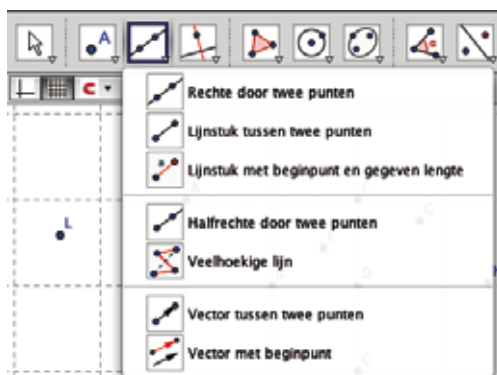 A
Rechte door twee punten
Lijnstuk tussen twee punten
Lijnstuk met beginpunt en gegeven lengte
Halfrechte door twee punten
L
Veelhoekige lijn
Vector tussen twee punten
Vector met beginpunt